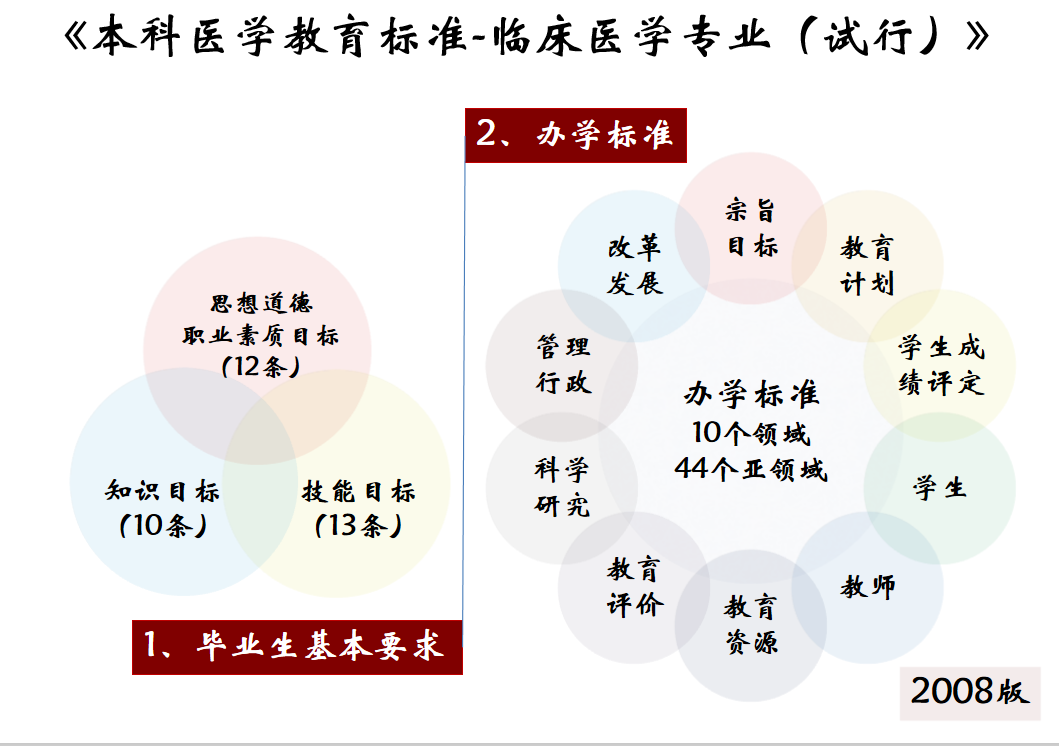 《本科医学教育标准-临床医学专业（试行）》
2、办学标准
思想道德
职业素质目标
（12条）
知识目标
（10条）
技能目标
（13条）
1、毕业生基本要求
宗旨
目标
教育
计划
学生成
绩评定
学生
教师
教育
资源
教育
评价
科学
研究
管理
行政
改革
发展
办学标准
10个领域
44个亚领域
2008版